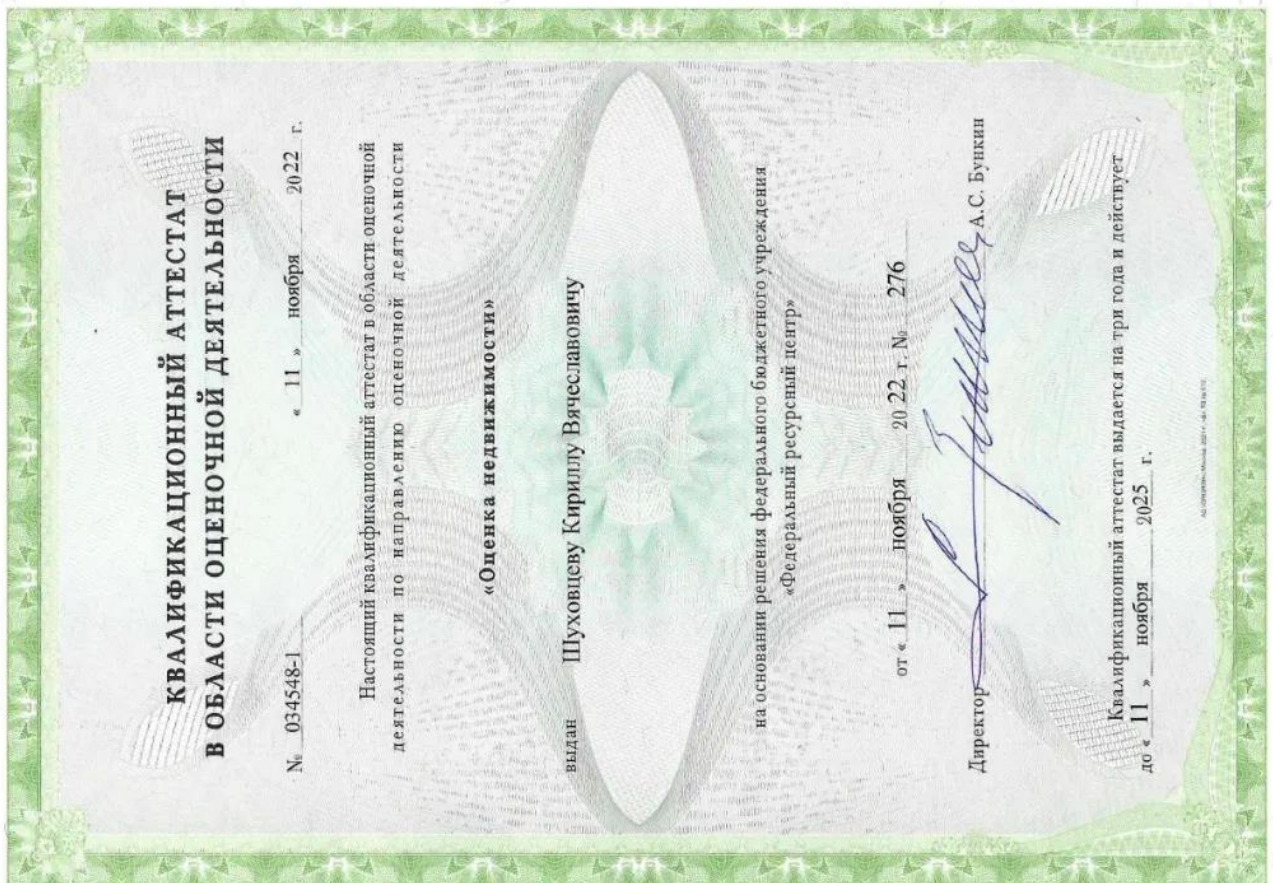 КВАЛИФИКАЦИОННЫЙ АТТЕСТАТ
В ОБЛАСТИ ОЦЕНОЧНОЙ ДЕЯТЕЛЬНОСТИ
№ 034548-1 « 11 » ноября 2022 г.
Настоящий квалификационный аттестат в области оценочной
деятельности по направлению оценочной деятельности
«Оценка недвижимости»
выдан Шуховцеву Кириллу Вячеславовичу
на основании решения федерального бюджетного учреждения
«Федеральный ресурсный центр»
от « 11 » ноября 20 22 г. № 276
Директор А.С. Бункин
Квалификационный аттестат выдается на три года и действует
до « 11 » ноября 2025 г.